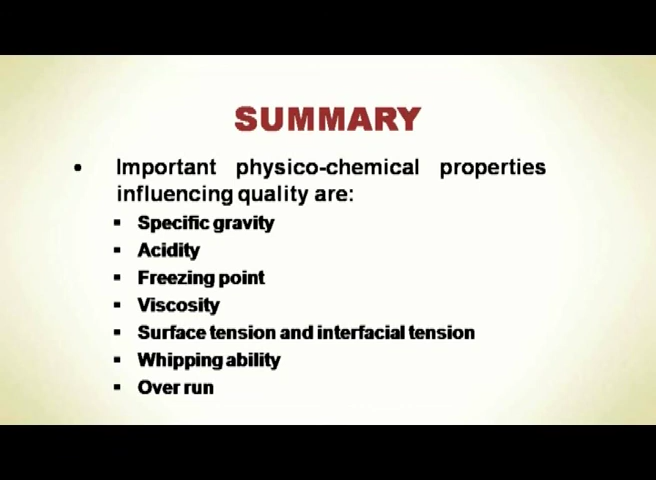 SUMMARY
• Important physico-chemical properties
influencing quality are:
▪ Specific gravity
▪ Acidity
▪ Freezing point
▪ Viscosity
▪ Surface tension and interfacial tension
▪ Whipping ability
▪ Over run